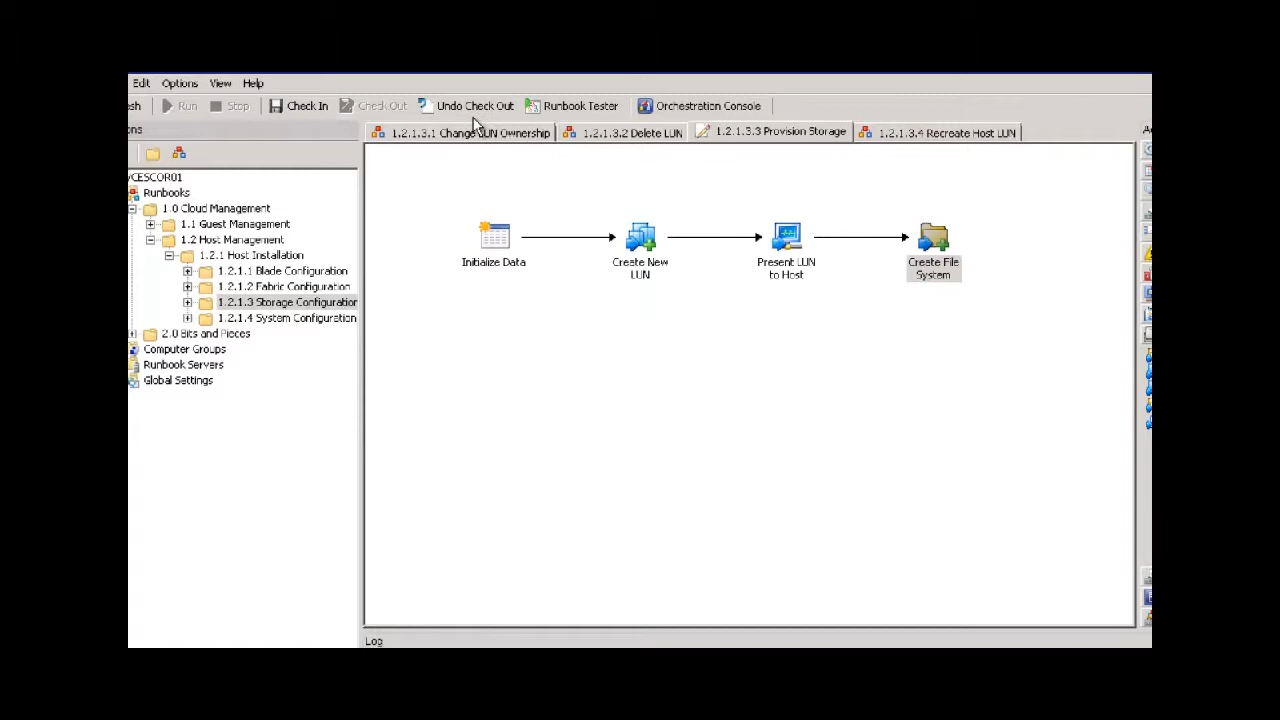 Edit Options View Help
esh Run Stop Check In Check Out Undo Check Out Runbook Tester Orchestration Console
ons
1.2.1.3.1 Change LUN Ownership 1.2.1.3.2 Delete LUN 1.2.1.3.3 Provision Storage 1.2.1.3.4 Recreate Host LUN
VCESCOR01
Runbooks
1.0 Cloud Management
1.1 Guest Management
1.2 Host Management
1.2.1 Host Installation
1.2.1.1 Blade Configuration
1.2.1.2 Fabric Configuration
1.2.1.3 Storage Configuration
1.2.1.4 System Configuration
2.0 Bits and Pieces
Computer Groups
Runbook Servers
Global Settings
Initialize Data
Create New
LUN
Present LUN
to Host
Create File
System
Log